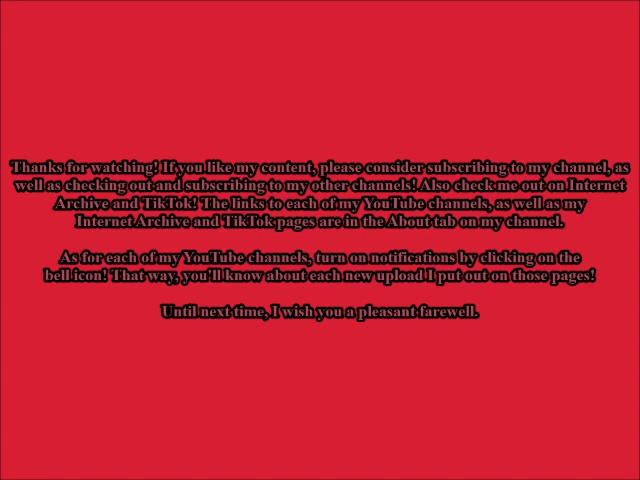 Thanks for watching! If you like my content, please consider subscribing to my channel, as
well as checking out and subscribing to my other channels! Also check me out on Internet
Archive and TikTok! The links to each of my YouTube channels, as well as my
Internet Archive and TikTok pages are in the About tab on my channel.
As for each of my YouTube channels, turn on notifications by clicking on the
bell icon! That way, you'll know about each new upload I put out on those pages!
Until next time, I wish you a pleasant farewell.